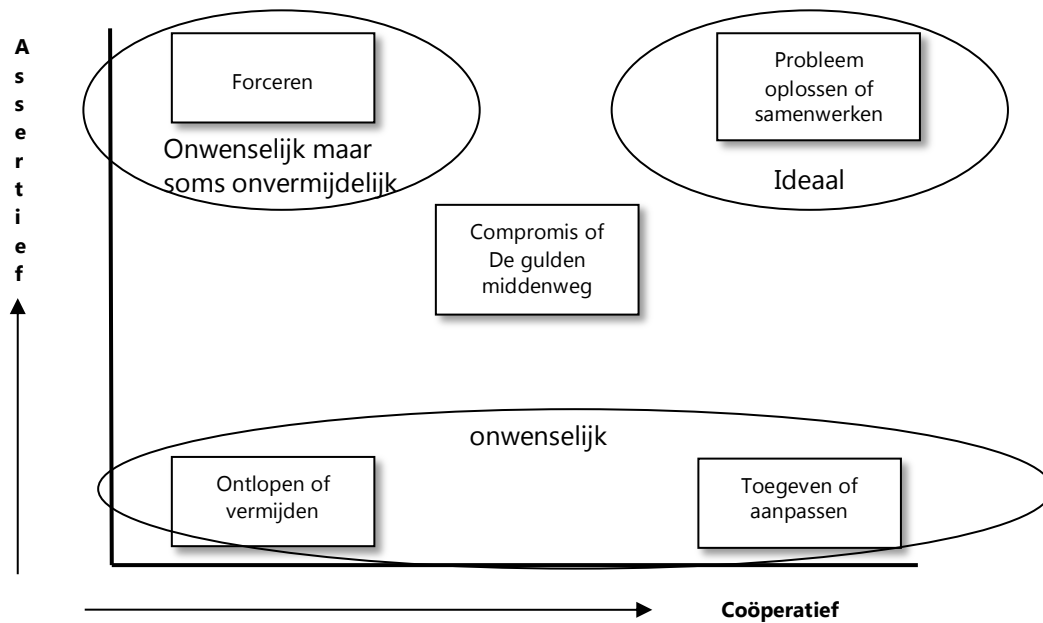 Assertief
Forceren
Onwenselijk maar
soms onvermijdelijk
Probleem
oplossen of
samenwerken
Ideaal
Compromis of
De gulden
middenweg
onwenselijk
Ontlopen of
vermijden
Toegeven of
aanpassen
Coöperatief